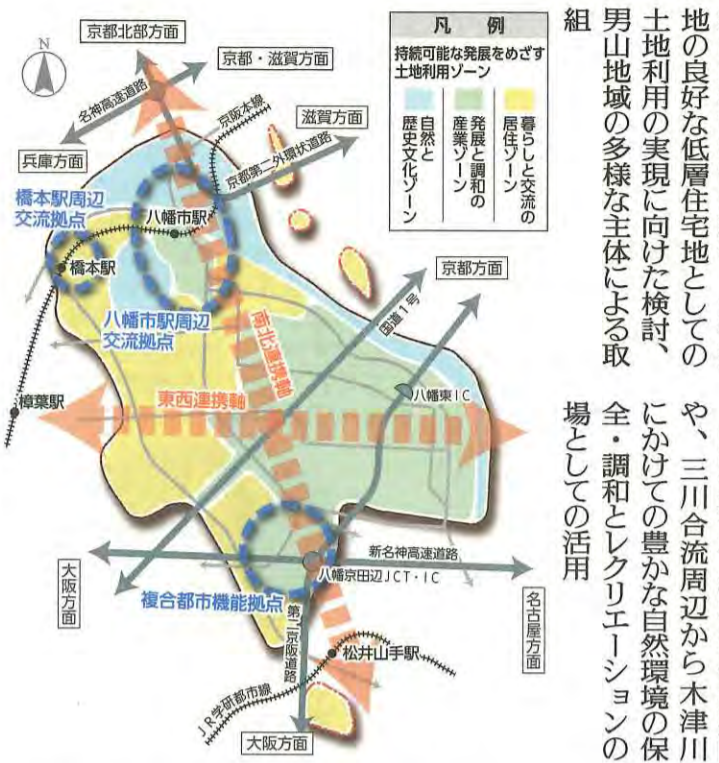 地の良好な低層住宅地としての
土地利用の実現に向けた検討、
男山地域の多様な主体による取
組
や、三川合流周辺から木津川
にかけての豊かな自然環境の保
全・調和とレクリエーションの
場としての活用
凡例
持続可能な発展をめざす
土地利用ゾーン
暮らしと交流の
居住ゾーン
発展と調和の
産業ゾーン
自然と
歴史文化ゾーン
N
京都北部方面
京都・滋賀方面
名神高速道路
京阪本線
滋賀方面
兵庫方面
京都第二外環状道路
橋本駅周辺
交流拠点
八幡市駅
橋本駅
八幡市駅周辺
交流拠点
京都方面
国道1号
南北連携軸
八幡東IC
樟葉駅
東西連携軸
新名神高速道路
大阪方面
八幡京田辺JCT・IC
名古屋方面
複合都市機能拠点
第二京阪道路
松井山手駅
JR学研都市線
大阪方面